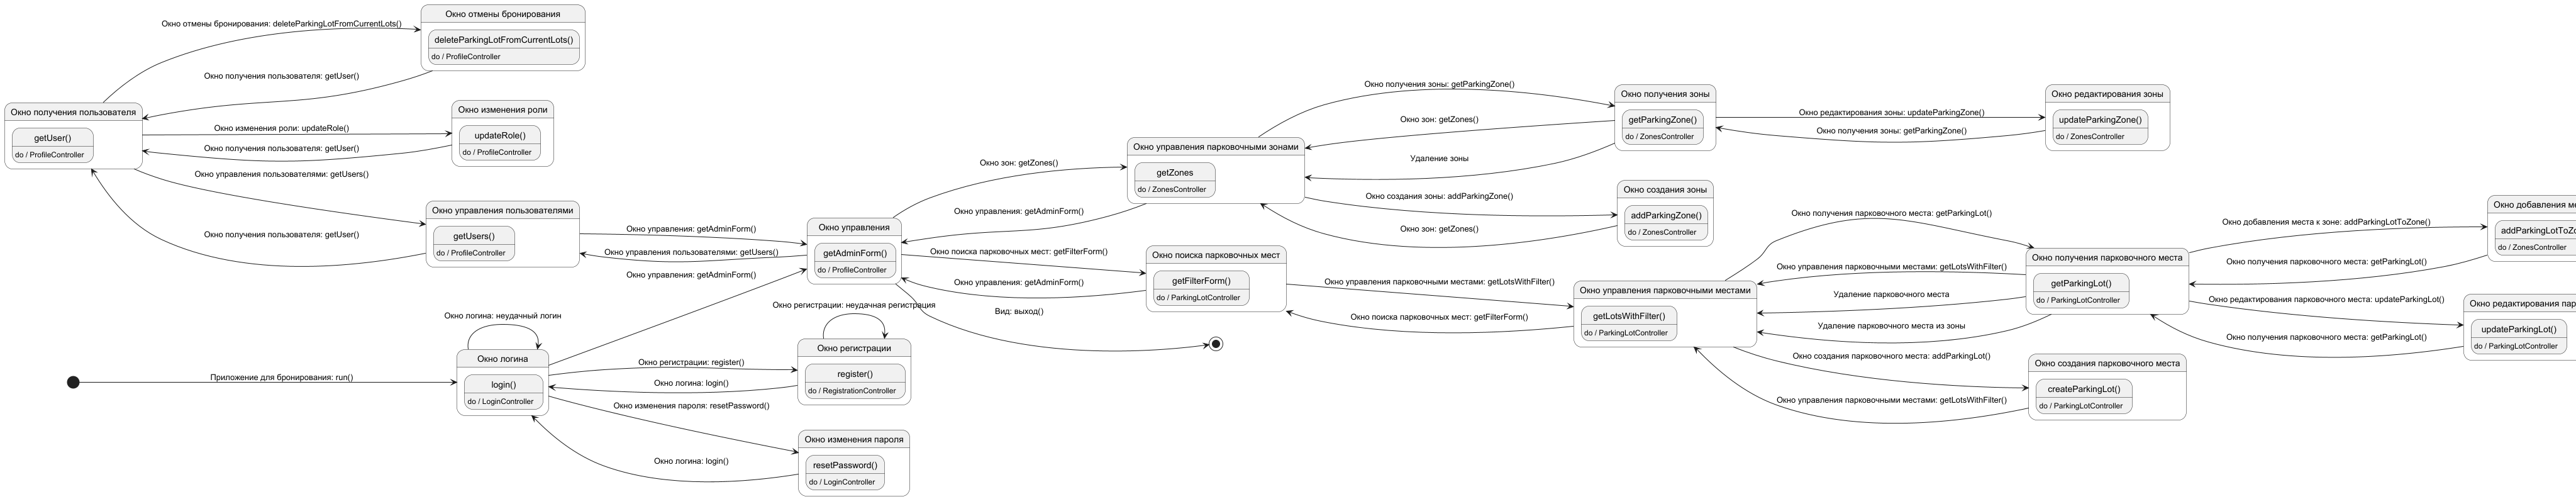 Окно отмены бронирования
deleteParkingLotFromCurrentLots()
do / ProfileController
Окно отмены бронирования: deleteParkingLotFromCurrentLots()
Окно получения пользователя: getUser()
Окно получения пользователя
getUser()
do / ProfileController
Окно изменения роли: updateRole()
Окно получения пользователя: getUser()
Окно изменения роли
updateRole()
do / ProfileController
Окно управления пользователями: getUsers()
Окно получения пользователя: getUser()
Окно управления пользователями
getUsers()
do / ProfileController
Окно управления: getAdminForm()
Окно управления пользователями: getUsers()
Окно управления: getAdminForm()
Окно управления
getAdminForm()
do / ProfileController
Окно логина: неудачный логин
Приложение для бронирования: run()
Окно логина
login()
do / LoginController
Окно регистрации: неудачная регистрация
Окно регистрации: register()
Окно логина: login()
Окно регистрации
register()
do / RegistrationController
Окно изменения пароля: resetPassword()
Окно логина: login()
Окно изменения пароля
resetPassword()
do / LoginController
Окно зон: getZones()
Окно управления: getAdminForm()
Окно поиска парковочных мест: getFilterForm()
Окно управления: getAdminForm()
Вид: выход()
Окно управления парковочными зонами
getZones
do / ZonesController
Окно поиска парковочных мест
getFilterForm()
do / ParkingLotController
Окно получения зоны: getParkingZone()
Окно зон: getZones()
Удаление зоны
Окно создания зоны: addParkingZone()
Окно зон: getZones()
Окно получения зоны
getParkingZone()
do / ZonesController
Окно создания зоны
addParkingZone()
do / ZonesController
Окно редактирования зоны: updateParkingZone()
Окно получения зоны: getParkingZone()
Окно редактирования зоны
updateParkingZone()
do / ZonesController
Окно управления парковочными местами: getLotsWithFilter()
Окно поиска парковочных мест: getFilterForm()
Окно управления парковочными местами
getLotsWithFilter()
do / ParkingLotController
Окно получения парковочного места: getParkingLot()
Окно управления парковочными местами: getLotsWithFilter()
Удаление парковочного места
Удаление парковочного места из зоны
Окно создания парковочного места: addParkingLot()
Окно управления парковочными местами: getLotsWithFilter()
Окно получения парковочного места
getParkingLot()
do / ParkingLotController
Окно создания парковочного места
createParkingLot()
do / ParkingLotController
Окно добавления места к зоне: addParkingLotToZone()
Окно получения парковочного места: getParkingLot()
Окно редактирования парковочного места: updateParkingLot()
Окно получения парковочного места: getParkingLot()
Окно добавления
addParkingLotToZo
do / ZonesController
Окно редактирования
updateParkingLot()
do / ParkingLotController